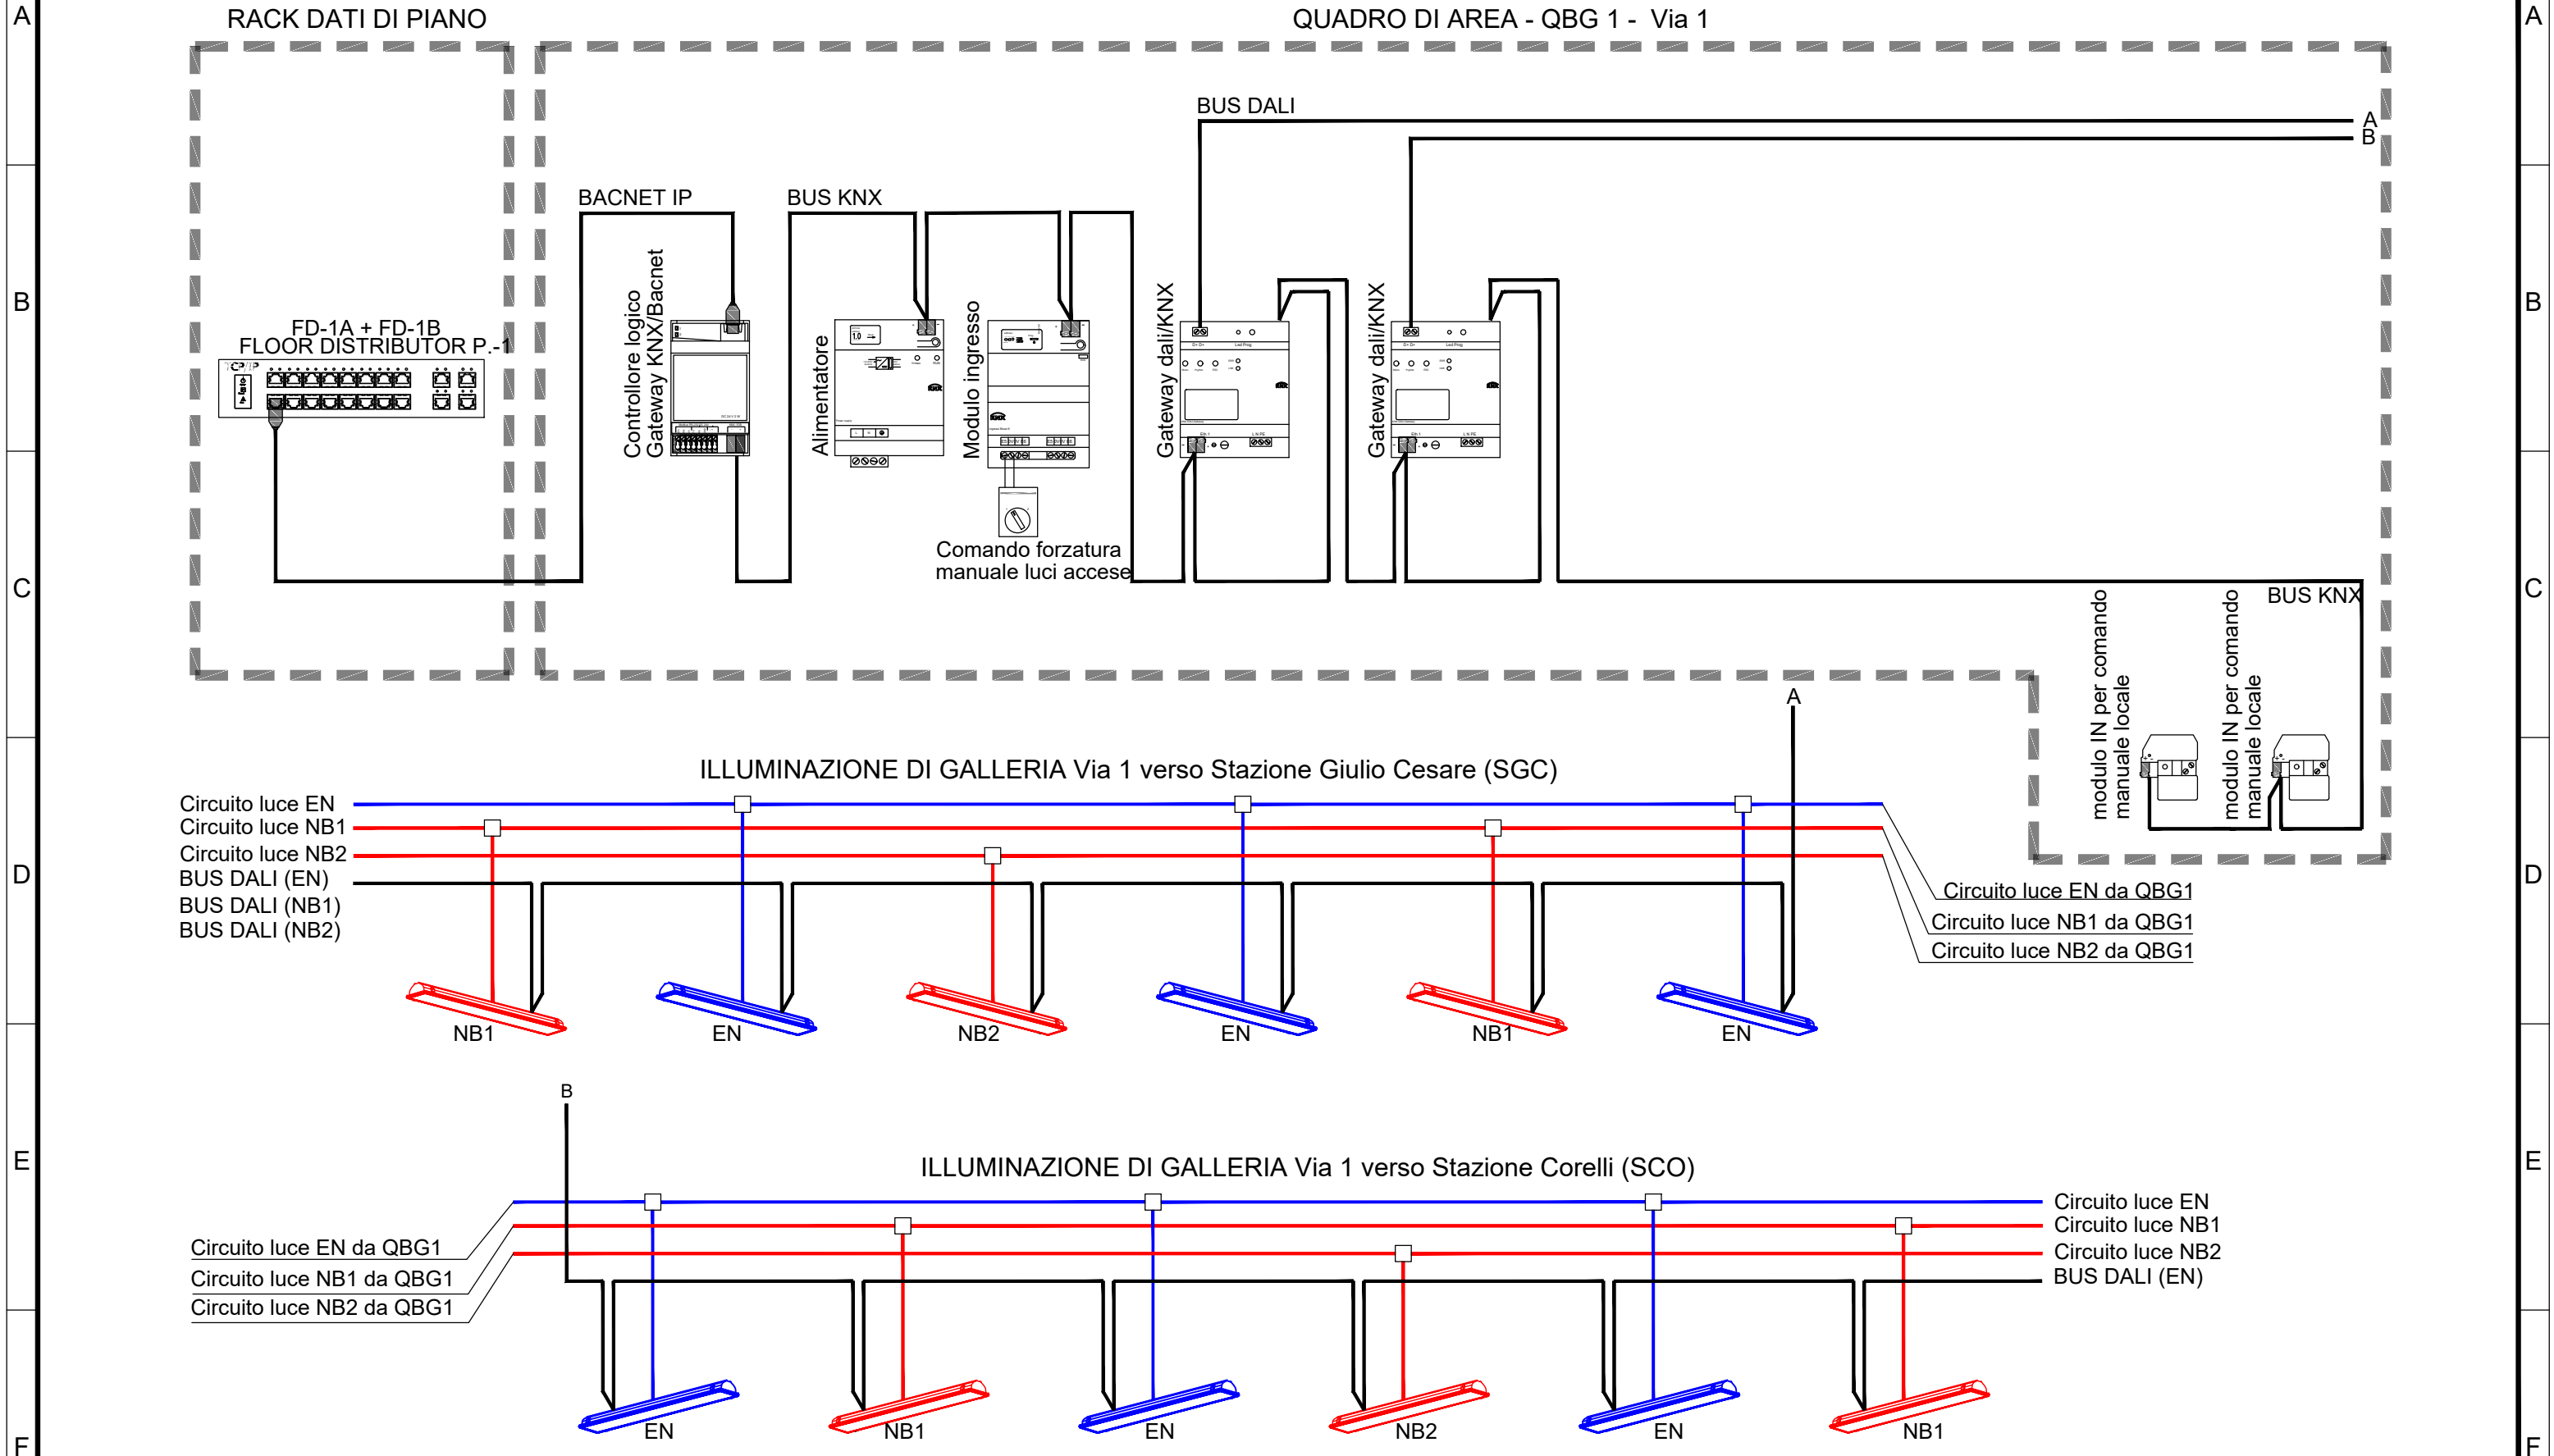 A
RACK DATI DI PIANO
QUADRO DI AREA - QBG 1 - Via 1
A
BUS DALI
A
B
BACNET IP
BUS KNX
B
B
FD-1A + FD-1B
FLOOR DISTRIBUTOR P.-1
TCP/IP
Controllore logico
Gateway KNX/Bacnet
Alimentatore
Modulo ingresso
Gateway dali/KNX
Gateway dali/KNX
Comando forzatura
manuale luci accese
C
C
BUS KNX
modulo IN per comando
manuale locale
modulo IN per comando
manuale locale
A
ILLUMINAZIONE DI GALLERIA Via 1 verso Stazione Giulio Cesare (SGC)
Circuito luce EN
Circuito luce NB1
Circuito luce NB2
BUS DALI (EN)
BUS DALI (NB1)
BUS DALI (NB2)
D
D
Circuito luce EN da QBG1
Circuito luce NB1 da QBG1
Circuito luce NB2 da QBG1
NB1
EN
NB2
EN
NB1
EN
B
E
E
ILLUMINAZIONE DI GALLERIA Via 1 verso Stazione Corelli (SCO)
Circuito luce EN
Circuito luce NB1
Circuito luce NB2
BUS DALI (EN)
Circuito luce EN da QBG1
Circuito luce NB1 da QBG1
Circuito luce NB2 da QBG1
EN
NB1
EN
NB2
EN
NB1
F
F